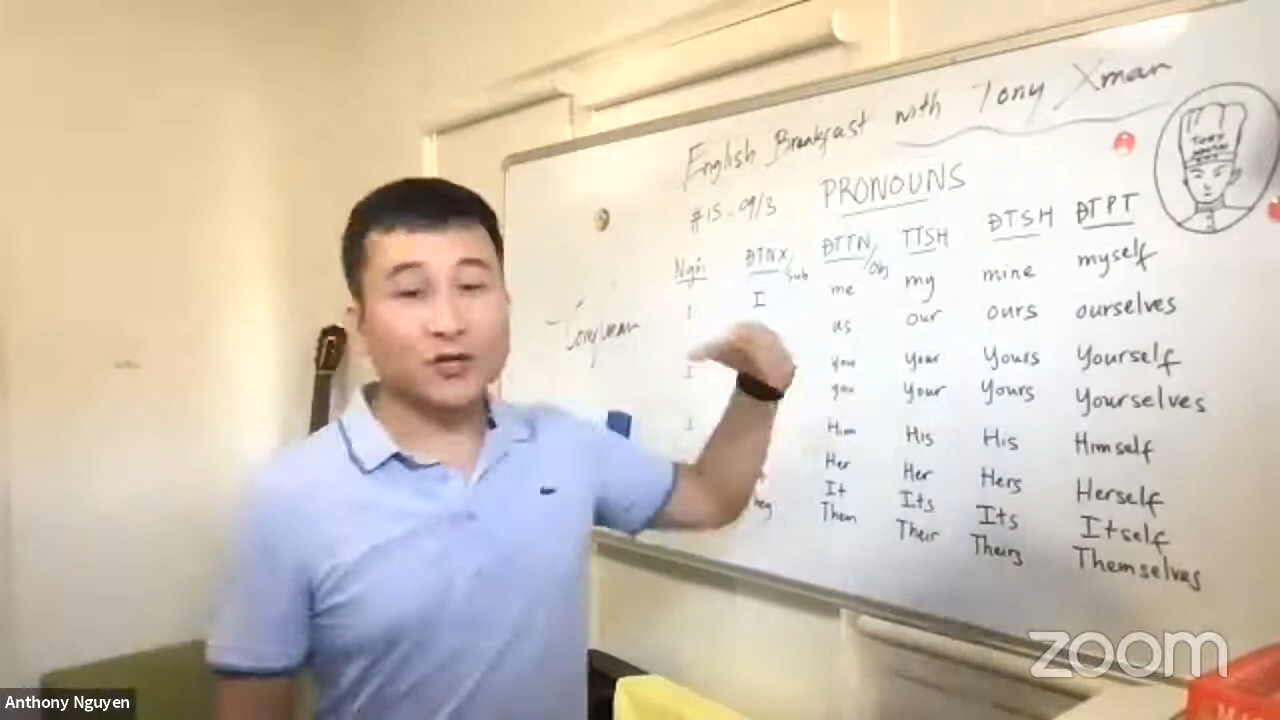 English Breakfast with Tony Xman
TONY
#15 - 09/3 PRONOUNS
Ngôi ĐTNX/Sub ĐTTN/Obj TTSH ĐTSH ĐTPT
I I me my mine myself
us our ours ourselves
I you your yours yourself
you your yours yourselves
I Him His His Himself
Her Her Hers Herself
It Its Its Itself
Them Their Theirs Themselves
zoom
Anthony Nguyen